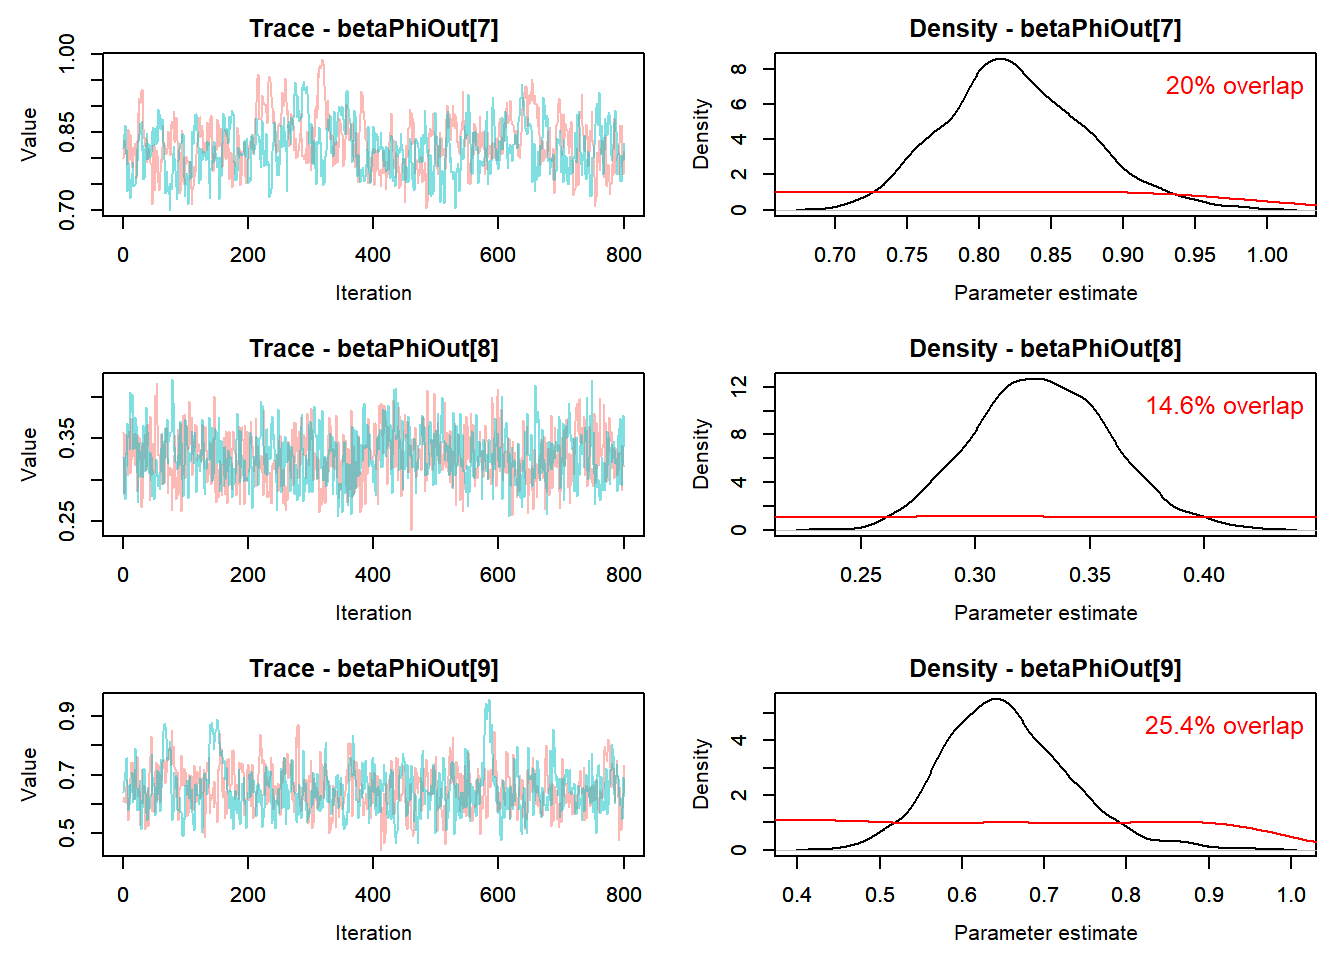 Trace - betaPhiOut[7]
Value
0.70 0.85 1.00
0 200 400 600 800
Iteration
Density - betaPhiOut[7]
20% overlap
Density
0 2 4 6 8
0.70 0.75 0.80 0.85 0.90 0.95 1.00
Parameter estimate
Trace - betaPhiOut[8]
Value
0.25 0.35
0 200 400 600 800
Iteration
Density - betaPhiOut[8]
14.6% overlap
Density
0 4 8 12
0.25 0.30 0.35 0.40
Parameter estimate
Trace - betaPhiOut[9]
Value
0.5 0.7 0.9
0 200 400 600 800
Iteration
Density - betaPhiOut[9]
25.4% overlap
Density
0 2 4
0.4 0.5 0.6 0.7 0.8 0.9 1.0
Parameter estimate